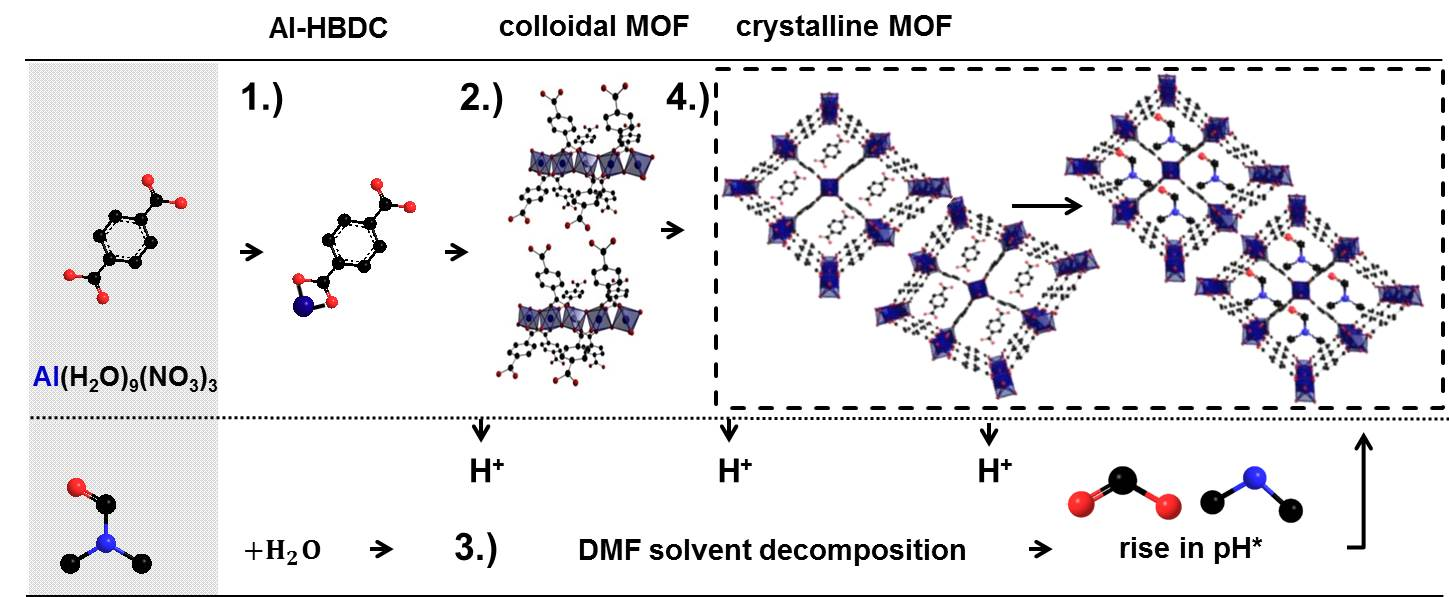 Al-HBDC colloidal MOF crystalline MOF
1.) 2.) 4.)
Al(H₂O)₉(NO₃)₃
H⁺ H⁺ H⁺
+H₂O 3.) DMF solvent decomposition rise in pH*